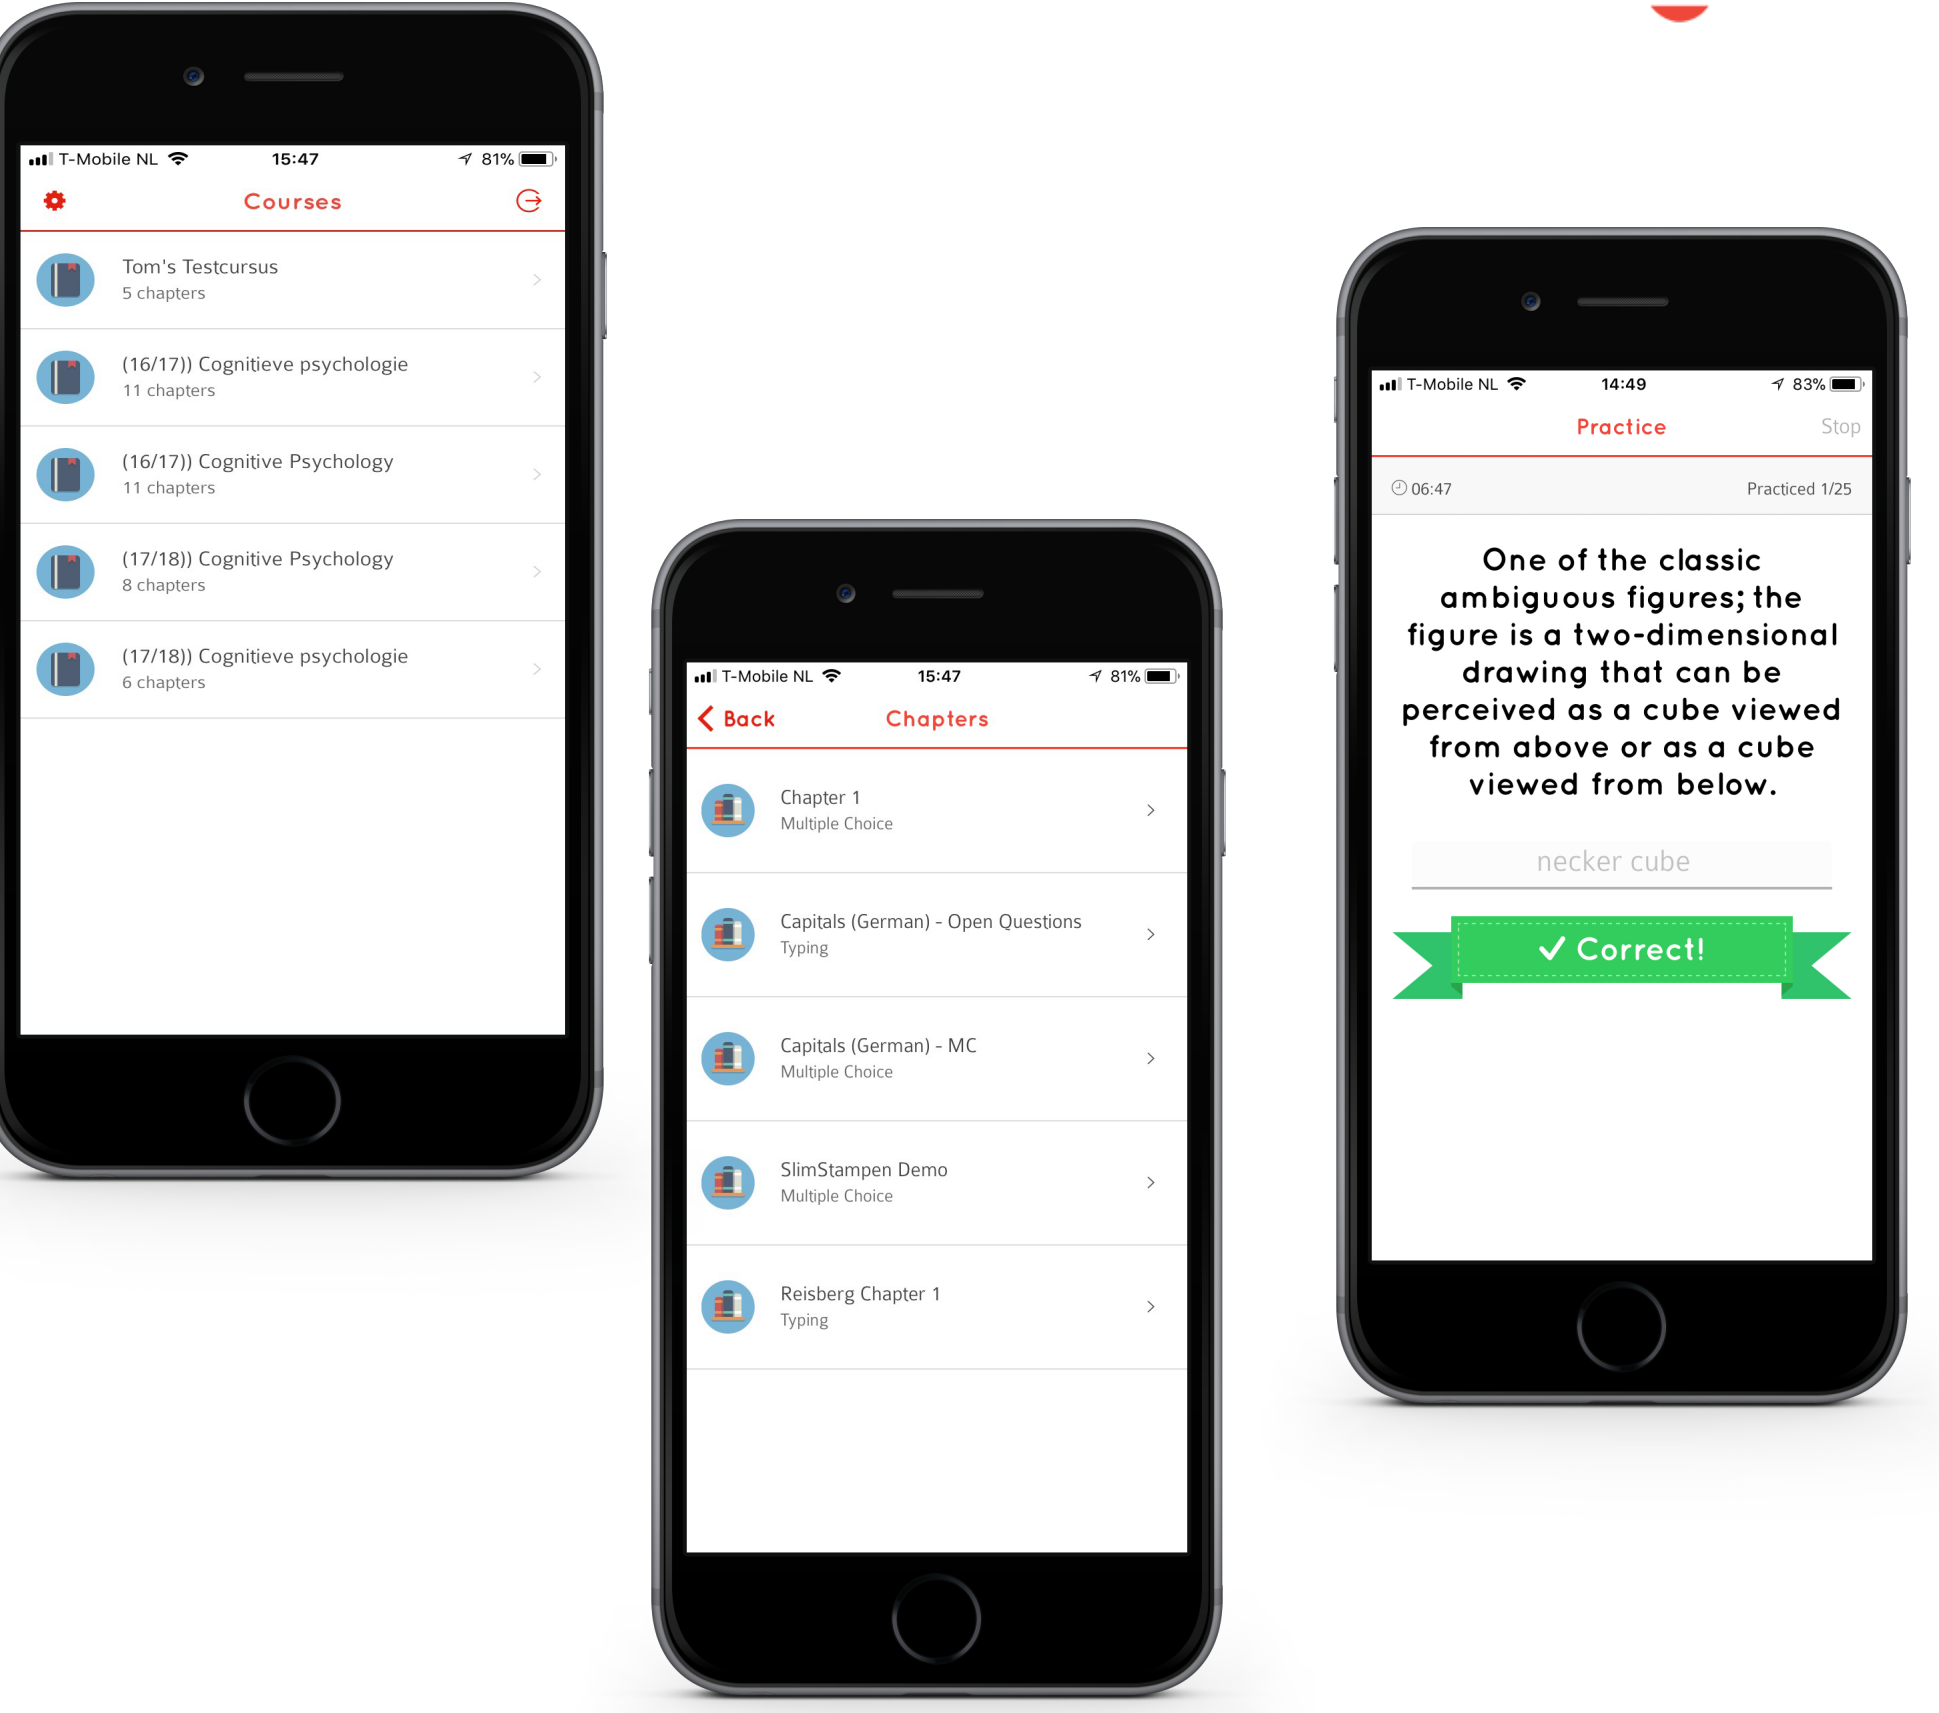 T-Mobile NL 15:47 81%
Courses
Tom's Testcursus
5 chapters
(16/17)) Cognitieve psychologie
11 chapters
(16/17)) Cognitive Psychology
11 chapters
(17/18)) Cognitive Psychology
8 chapters
(17/18)) Cognitieve psychologie
6 chapters
T-Mobile NL 15:47 81%
Back Chapters
Chapter 1
Multiple Choice
Capitals (German) - Open Questions
Typing
Capitals (German) - MC
Multiple Choice
SlimStampen Demo
Multiple Choice
Reisberg Chapter 1
Typing
T-Mobile NL 14:49 83%
Practice Stop
06:47 Practiced 1/25
One of the classic
ambiguous figures; the
figure is a two-dimensional
drawing that can be
perceived as a cube viewed
from above or as a cube
viewed from below.
necker cube
✓ Correct!